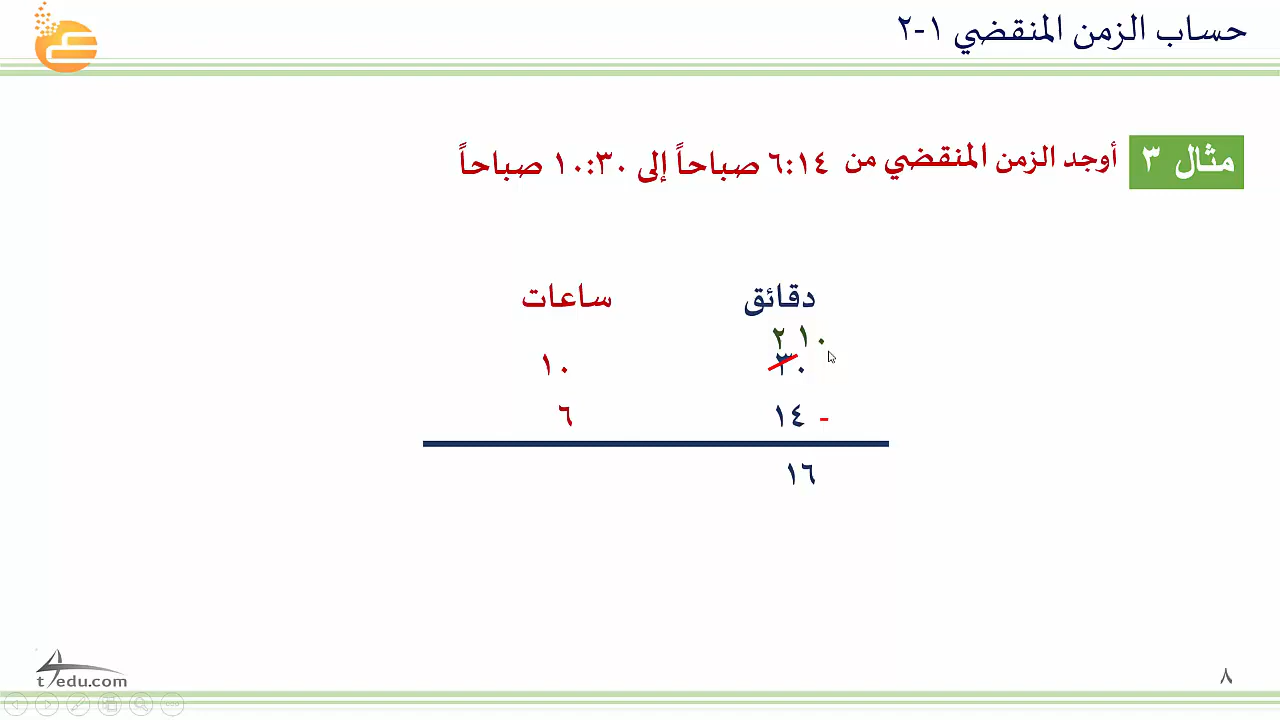 حساب الزمن المنقضي ١-٢
مثال ٣
أوجد الزمن المنقضي من ٦:١٤ صباحاً إلى ١٠:٣٠ صباحاً
دقائق ساعات
٢ ١٠
٣٠ ١٠
- ١٤ ٦
١٦
t4edu.com
٨